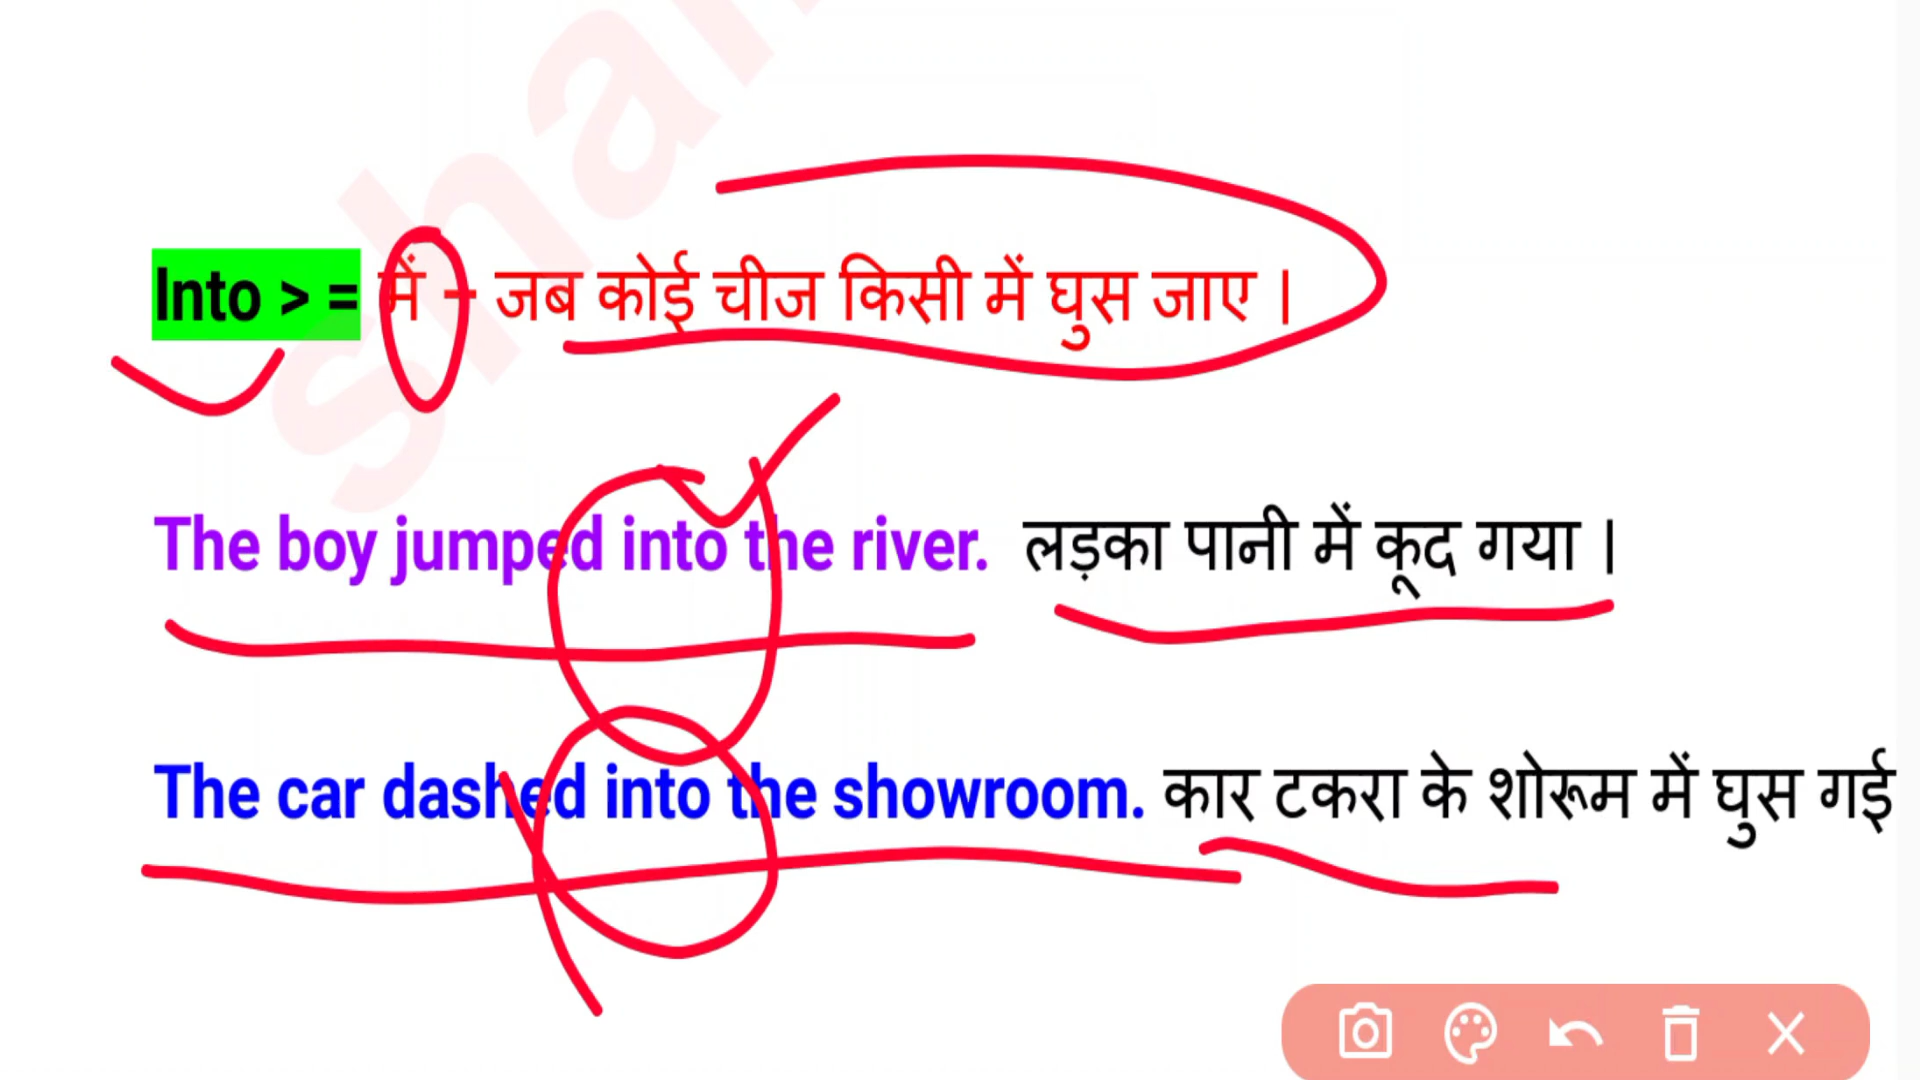 Into > = में - जब कोई चीज किसी में घुस जाए ।
The boy jumped into the river. लड़का पानी में कूद गया ।
The car dashed into the showroom. कार टकरा के शोरूम में घुस गई